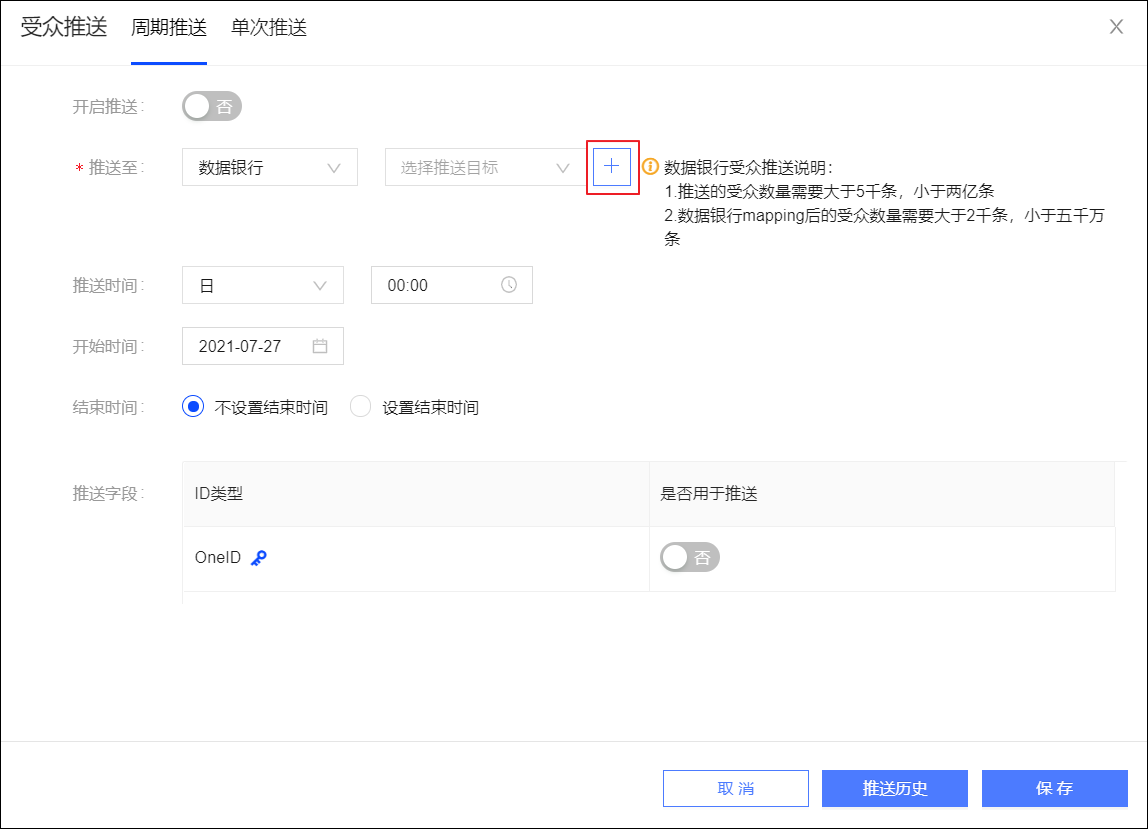 受众推送 周期推送 单次推送
开启推送: 否
* 推送至: 数据银行 选择推送目标 数据银行受众推送说明:
1.推送的受众数量需要大于5千条，小于两亿条
2.数据银行mapping后的受众数量需要大于2千条，小于五千万
条
推送时间: 日 00:00
开始时间: 2021-07-27
结束时间: 不设置结束时间 设置结束时间
推送字段: ID类型 是否用于推送
OneID 否
取 消 推送历史 保 存